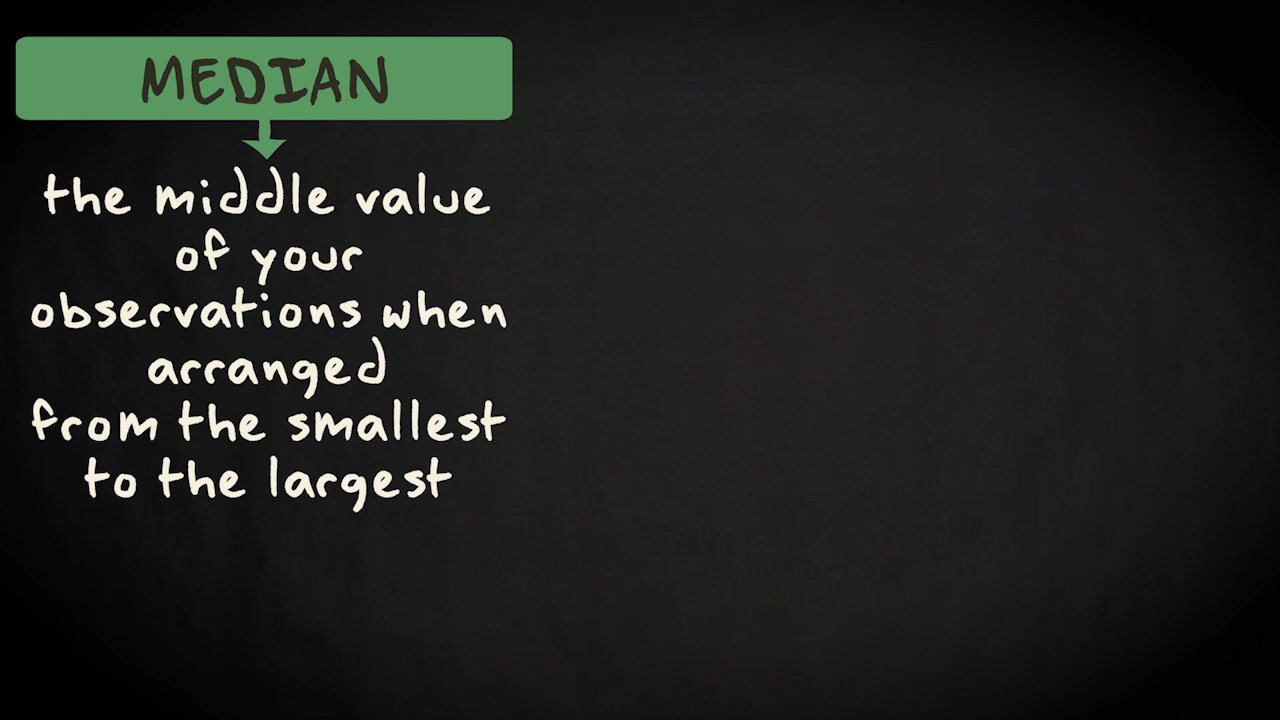 MEDIAN
the middle value
of your
observations when
arranged
from the smallest
to the largest